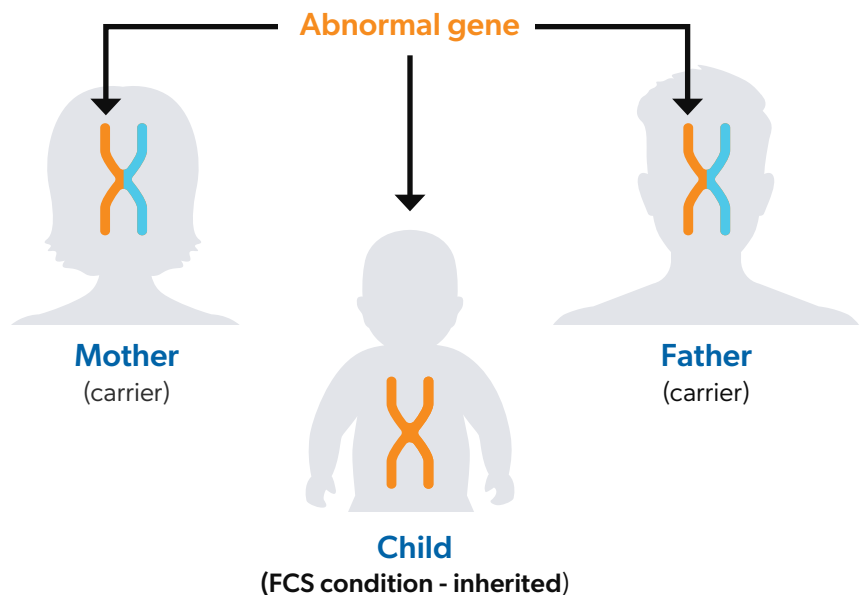 Abnormal gene
Mother
(carrier)
Father
(carrier)
Child
(FCS condition - inherited)